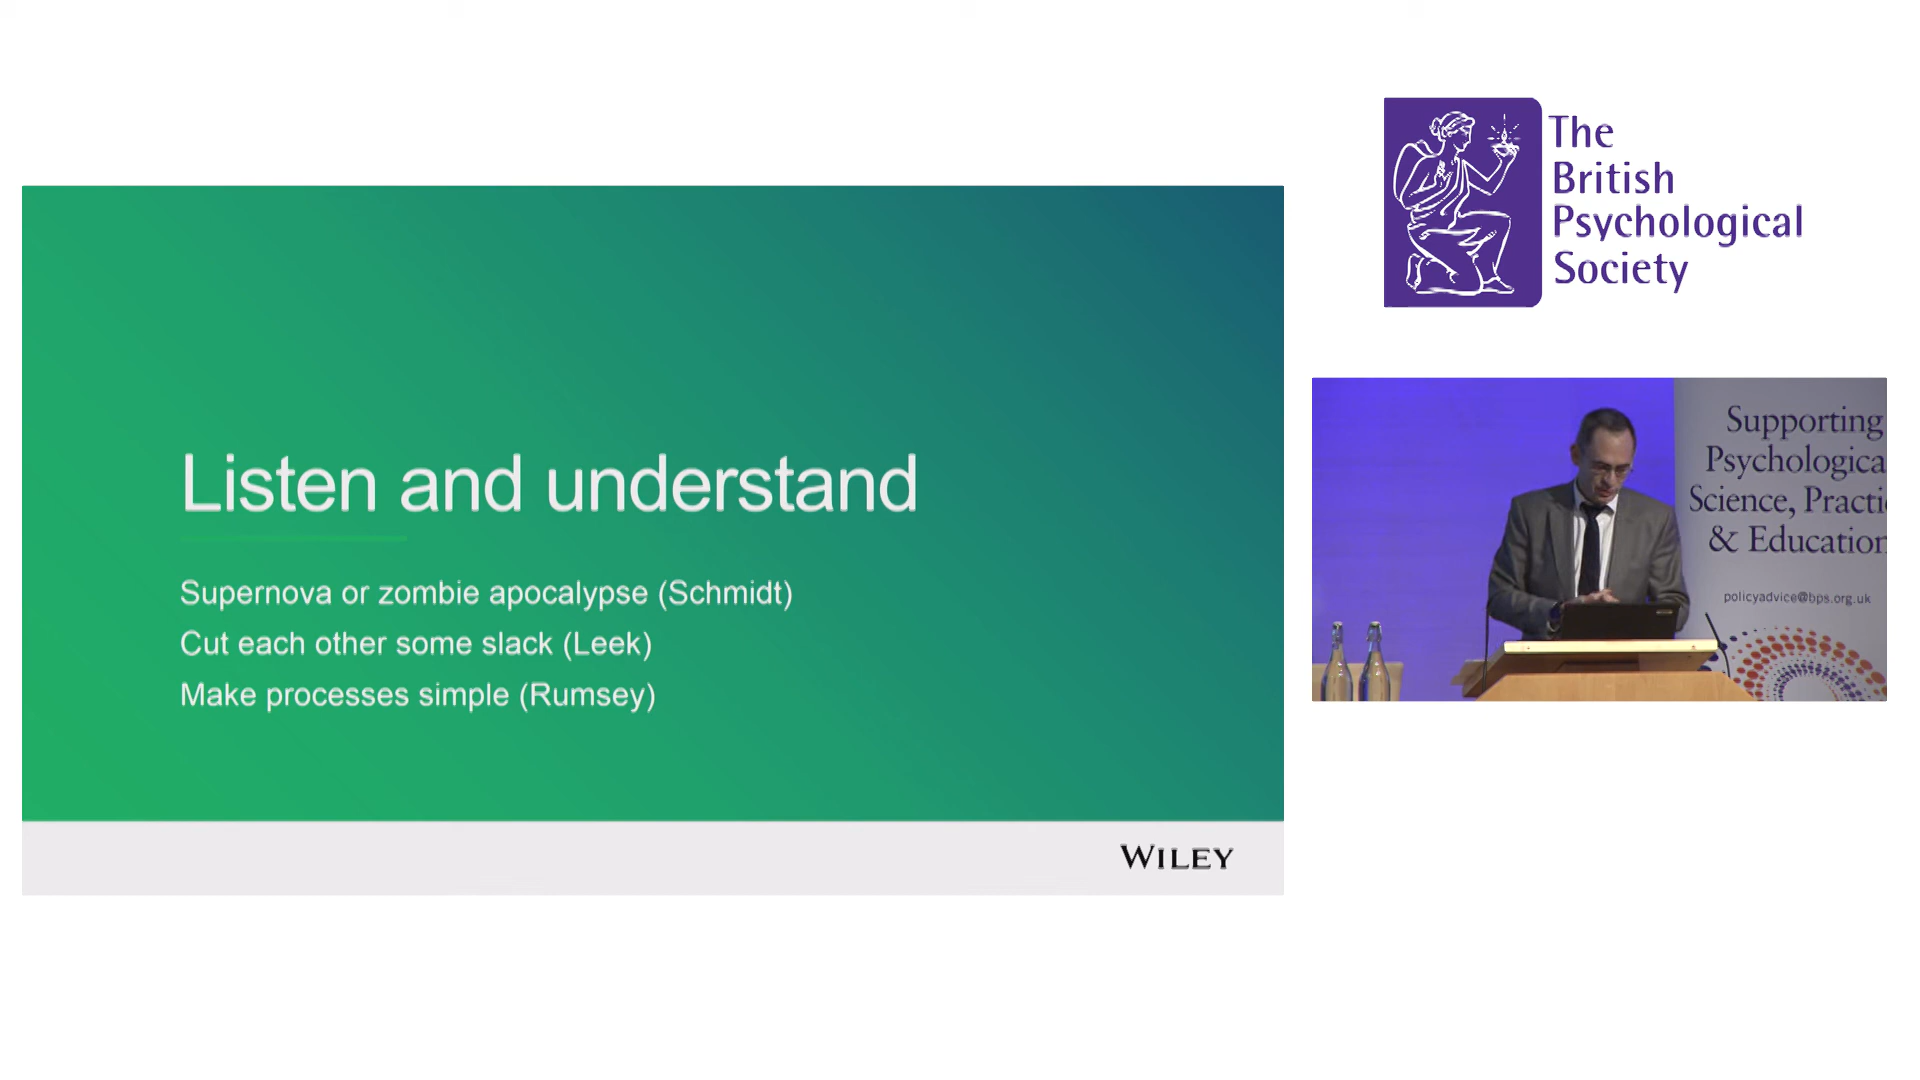 Listen and understand
Supernova or zombie apocalypse (Schmidt)
Cut each other some slack (Leek)
Make processes simple (Rumsey)
WILEY
The
British
Psychological
Society
Supporting
Psychologica
Science, Practi
& Education
policyadvice@bps.org.uk